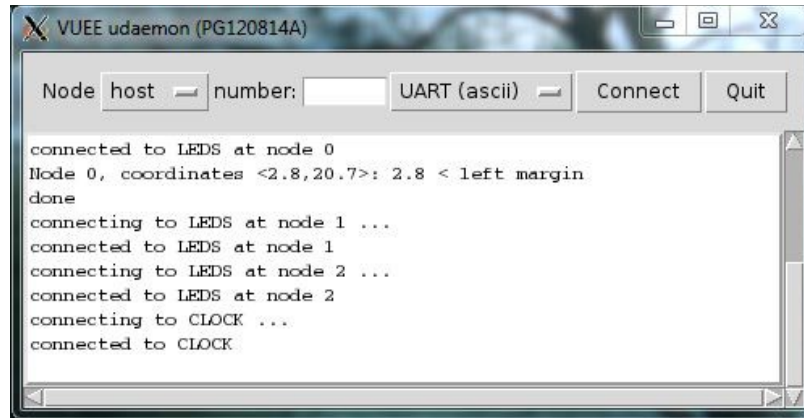 VUEE udaemon (PG120814A)
Node host number: UART (ascii) Connect Quit
connected to LEDS at node 0
Node 0, coordinates <2.8,20.7>: 2.8 < left margin
done
connecting to LEDS at node 1 ...
connected to LEDS at node 1
connecting to LEDS at node 2 ...
connected to LEDS at node 2
connecting to CLOCK ...
connected to CLOCK